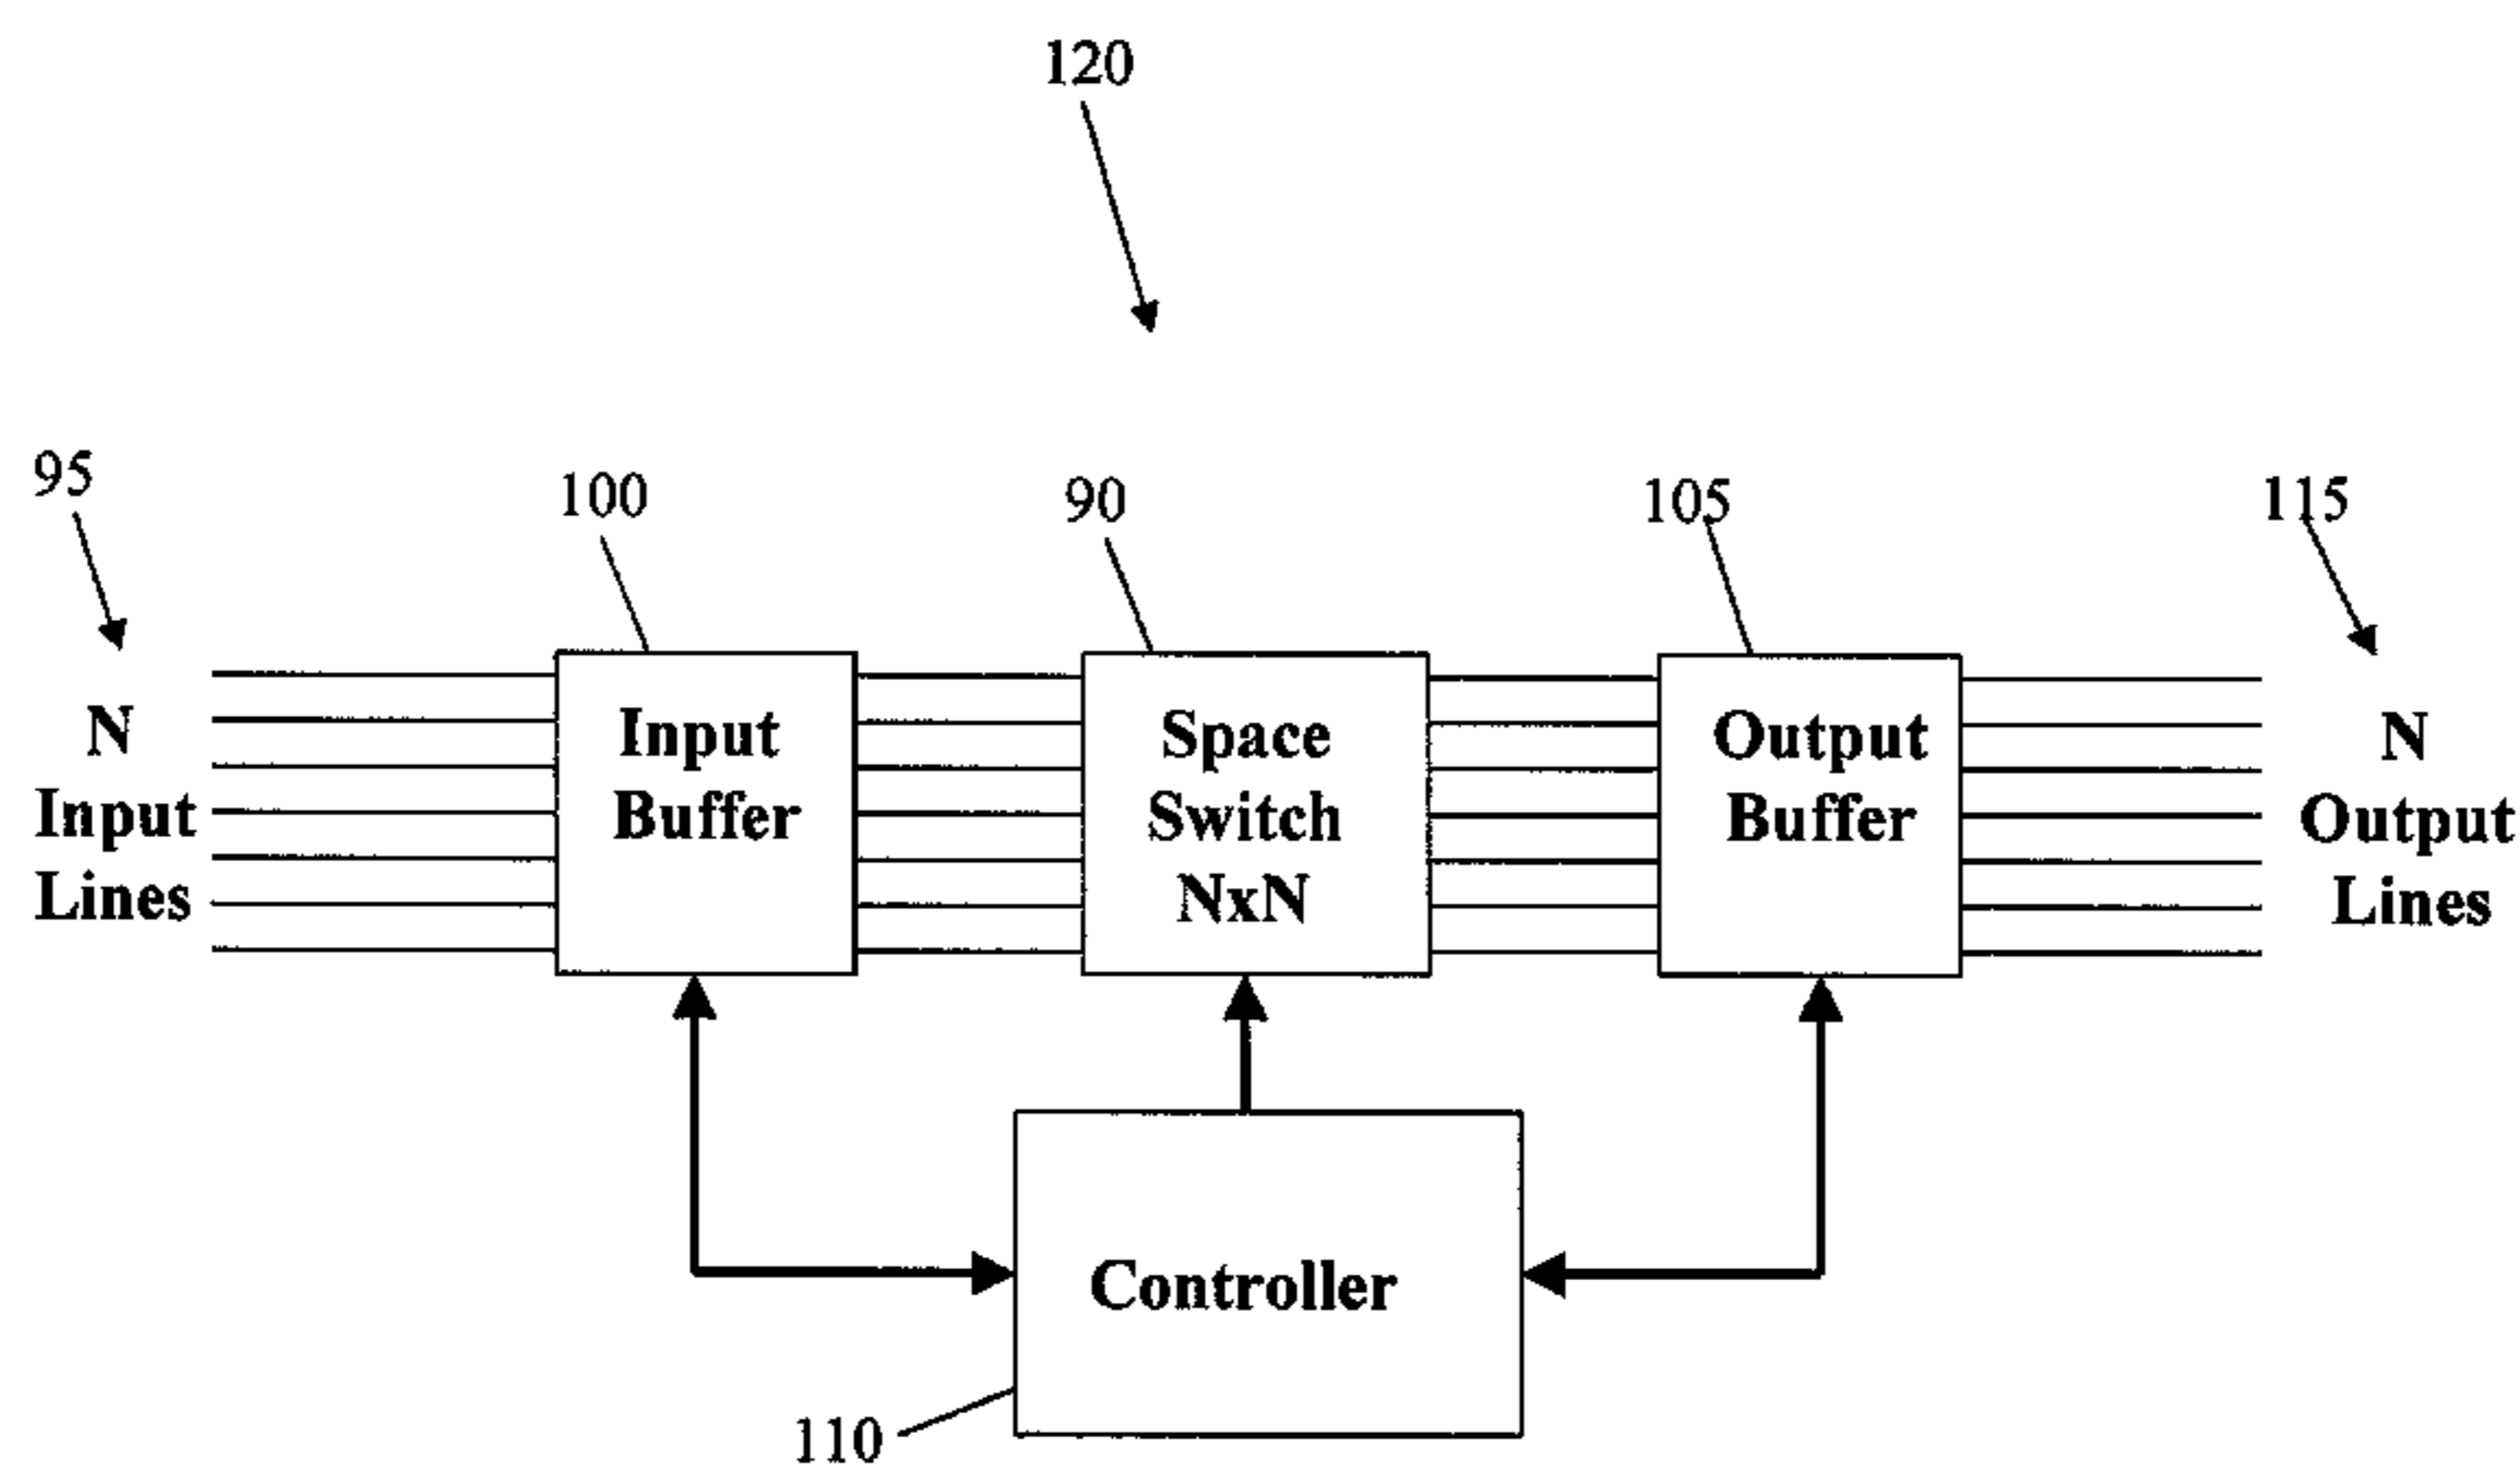 120
95
100
90
105
115
N
Input
Lines
Input
Buffer
Space
Switch
NxN
Output
Buffer
N
Output
Lines
Controller
110